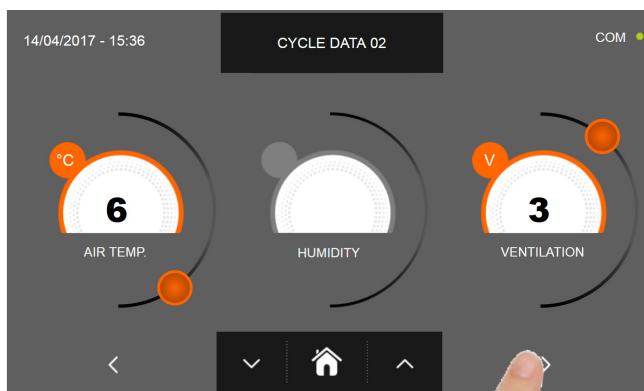 14/04/2017 - 15:36
CYCLE DATA 02
COM
°C
6
AIR TEMP.
HUMIDITY
V
3
VENTILATION